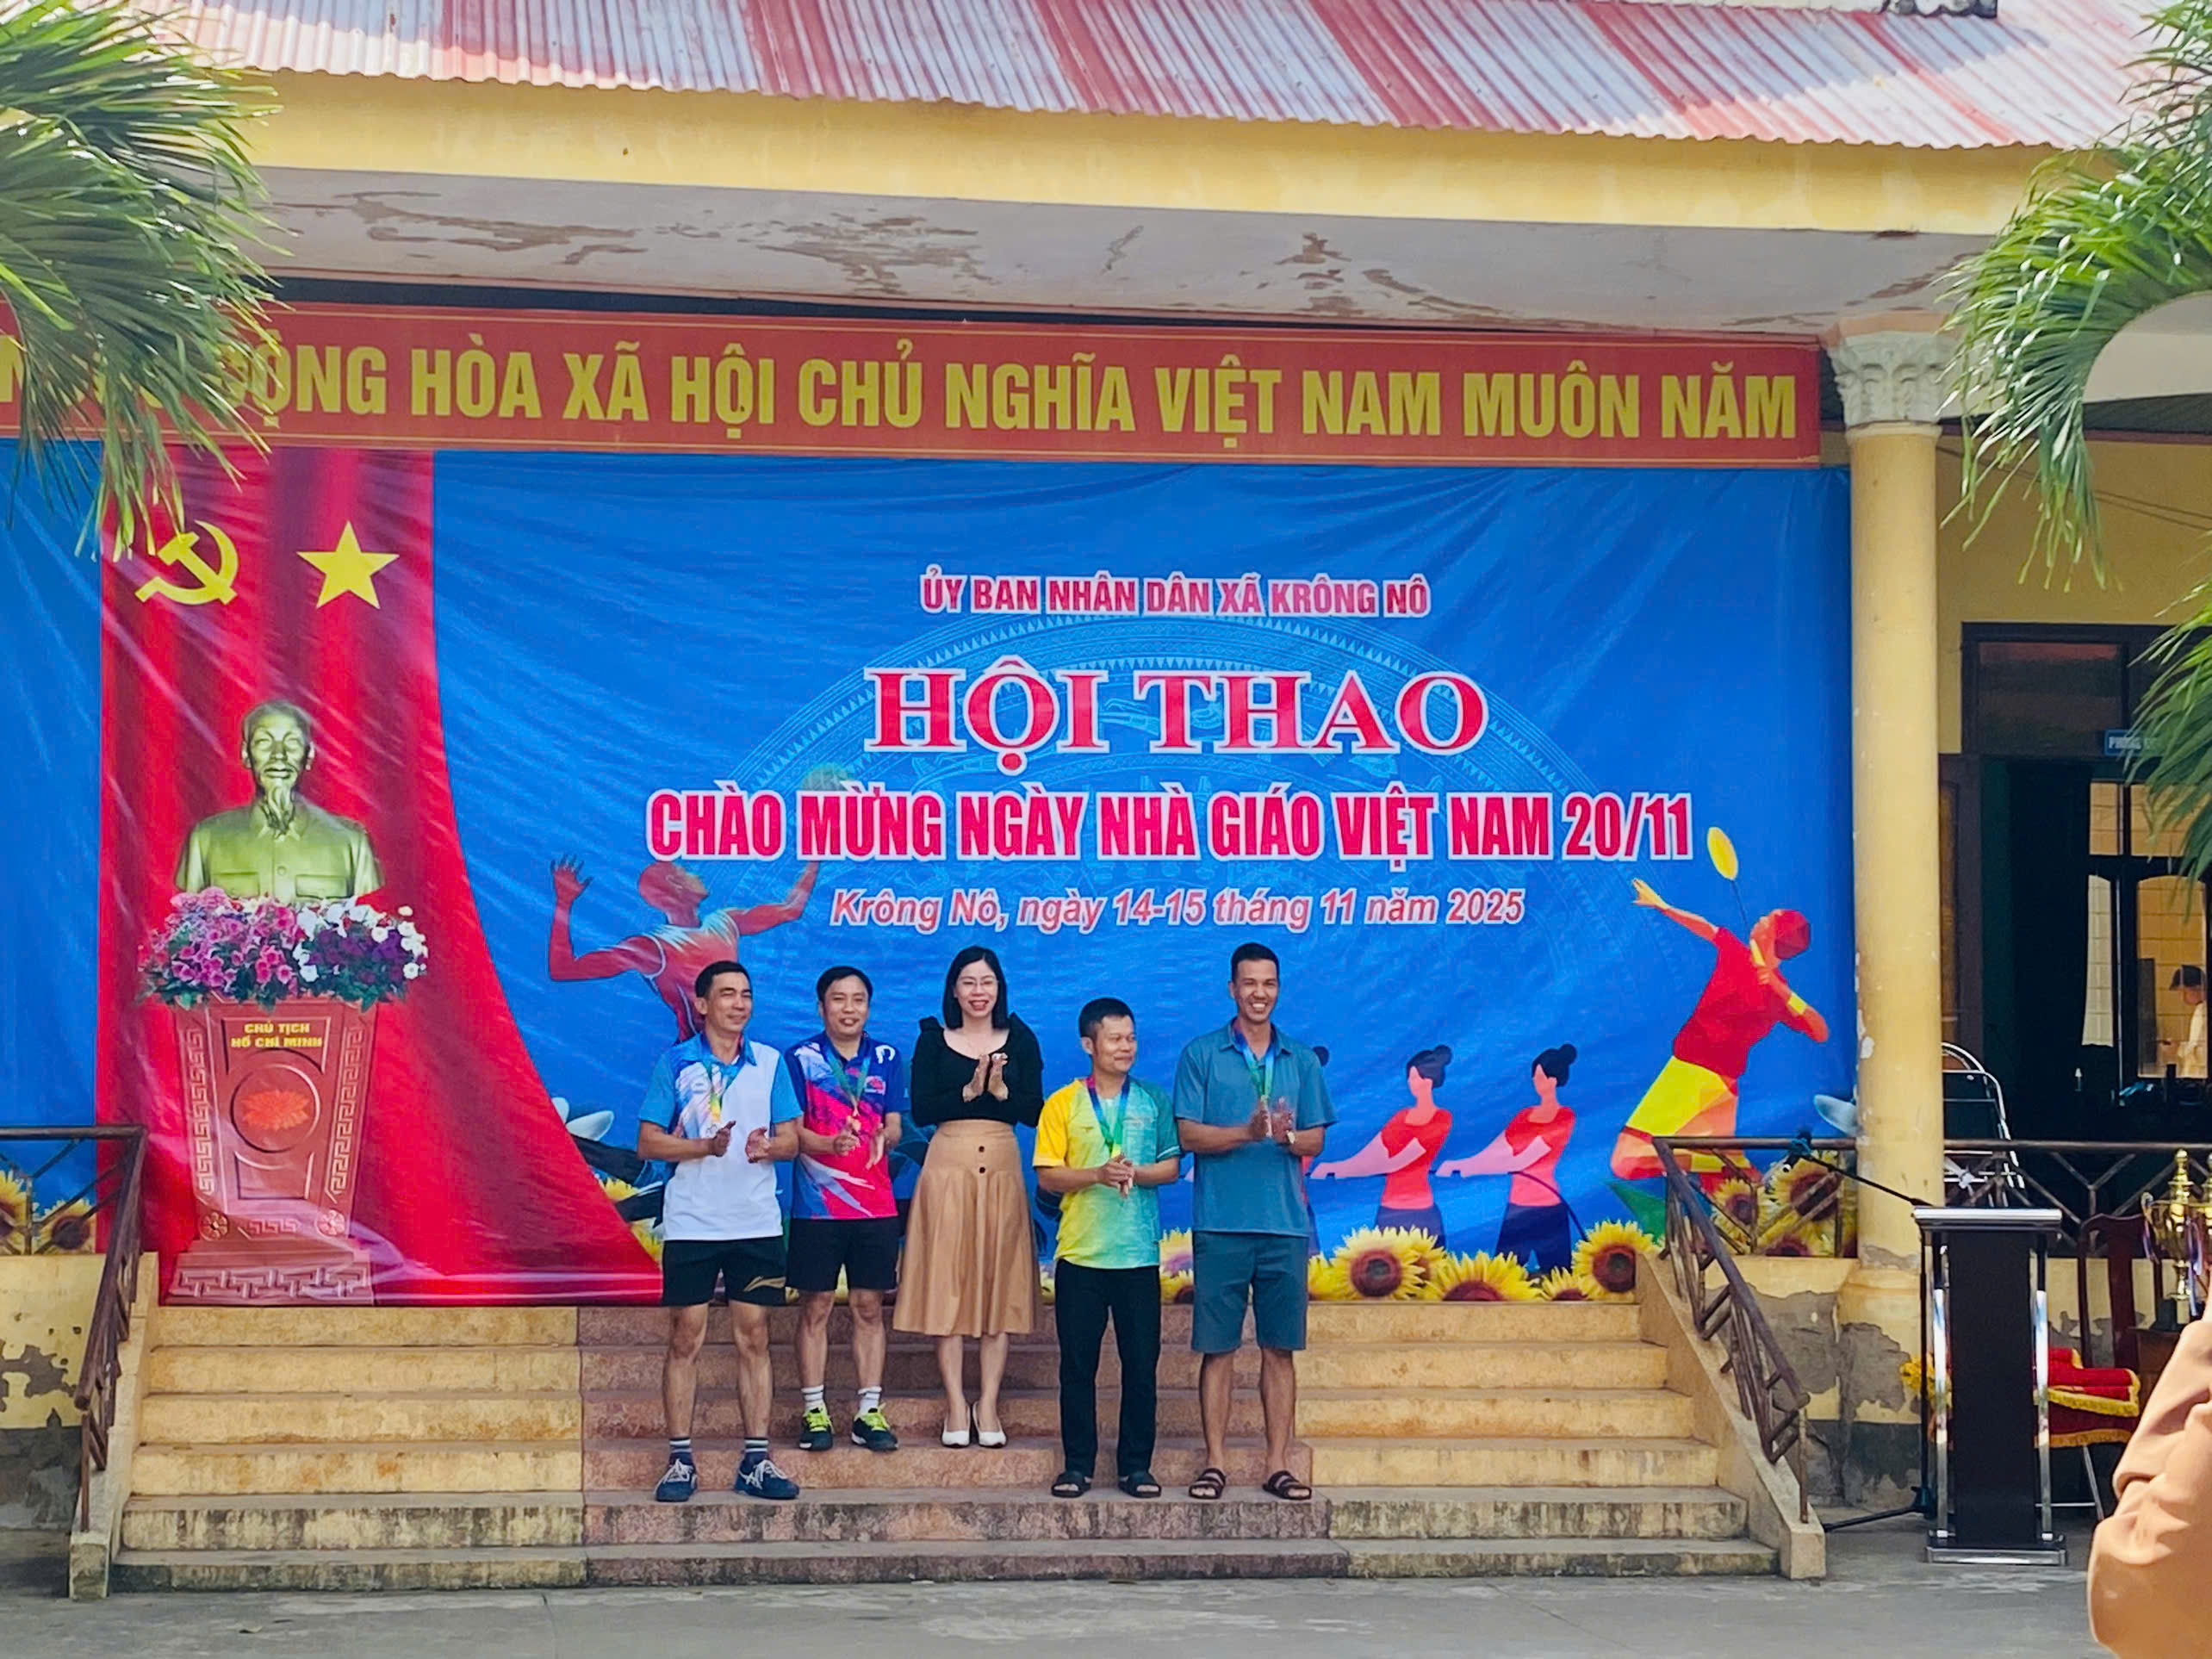 ĐỘNG HÒA XÃ HỘI CHỦ NGHĨA VIỆT NAM MUÔN NĂM
ỦY BAN NHÂN DÂN XÃ KRÔNG NÔ
HỘI THAO
CHÀO MỪNG NGÀY NHÀ GIÁO VIỆT NAM 20/11
Krông Nô, ngày 14-15 tháng 11 năm 2025
CHỦ TỊCH
HỒ CHÍ MINH